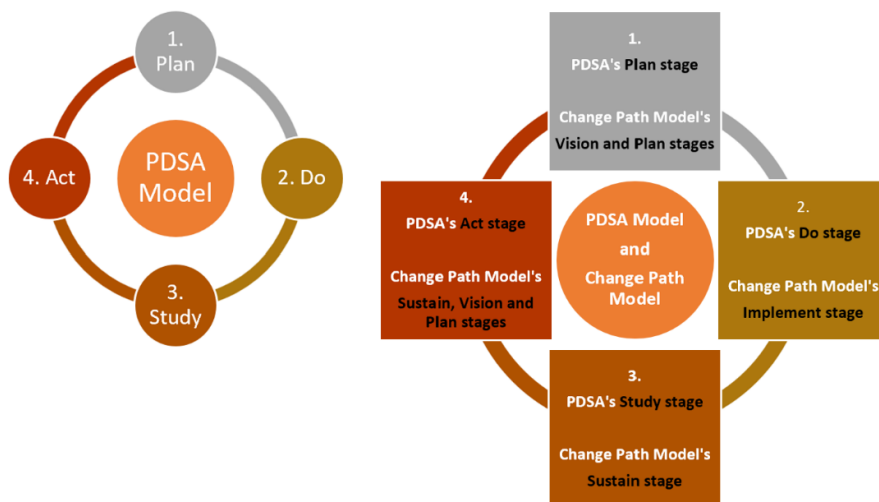 1.
Plan
PDSA
Model
2. Do
3.
Study
4. Act
1.
PDSA's Plan stage
Change Path Model's
Vision and Plan stages
PDSA Model
and
Change Path
Model
2.
PDSA's Do stage
Change Path Model's
Implement stage
3.
PDSA's Study stage
Change Path Model's
Sustain stage
4.
PDSA's Act stage
Change Path Model's
Sustain, Vision and
Plan stages